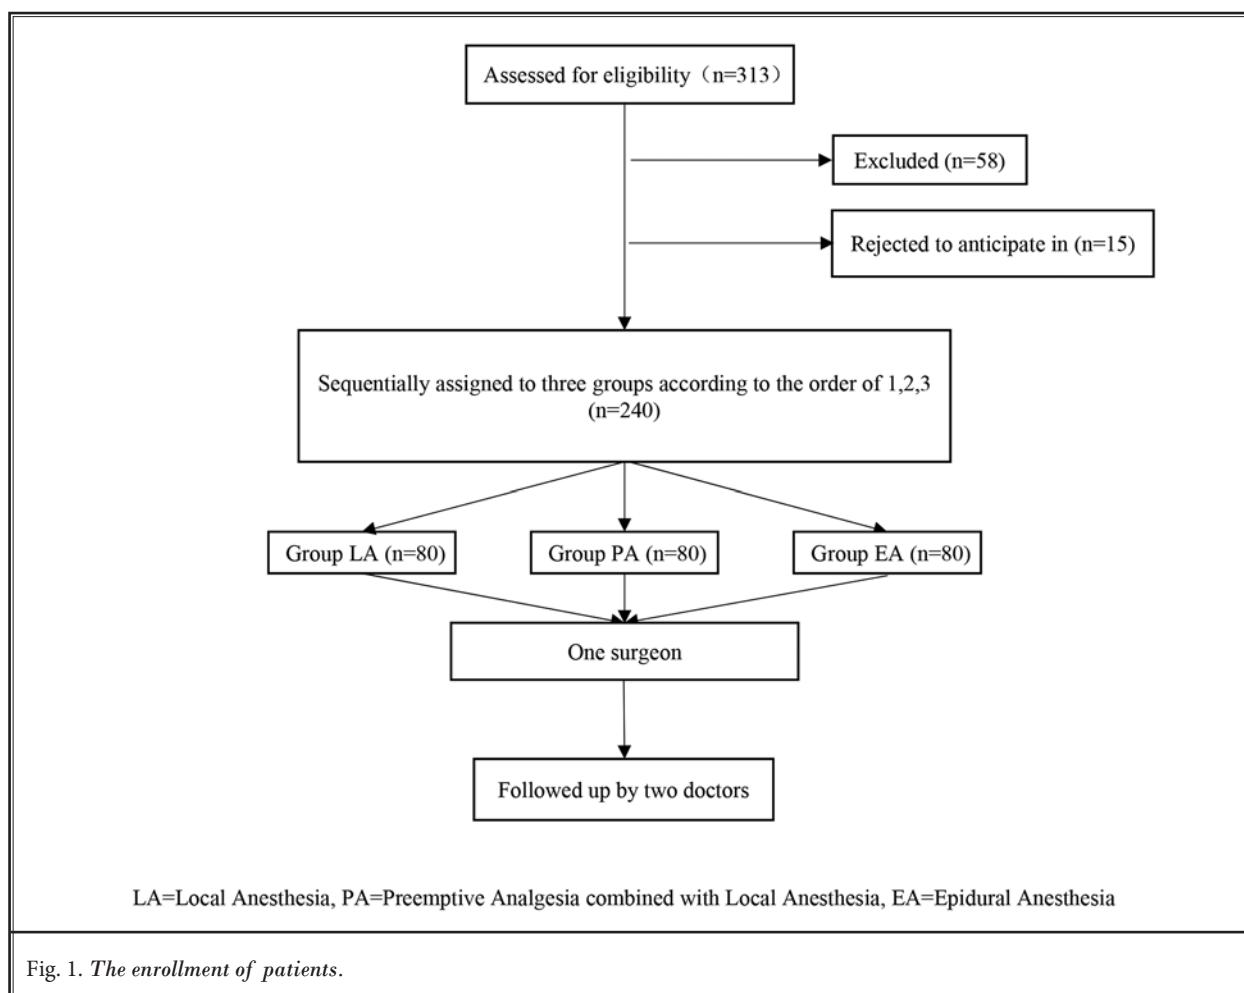 Assessed for eligibility（n=313）
Excluded (n=58)
Rejected to anticipate in (n=15)
Sequentially assigned to three groups according to the order of 1,2,3
(n=240)
Group LA (n=80)
Group PA (n=80)
Group EA (n=80)
One surgeon
Followed up by two doctors
LA=Local Anesthesia, PA=Preemptive Analgesia combined with Local Anesthesia, EA=Epidural Anesthesia
Fig. 1. The enrollment of patients.